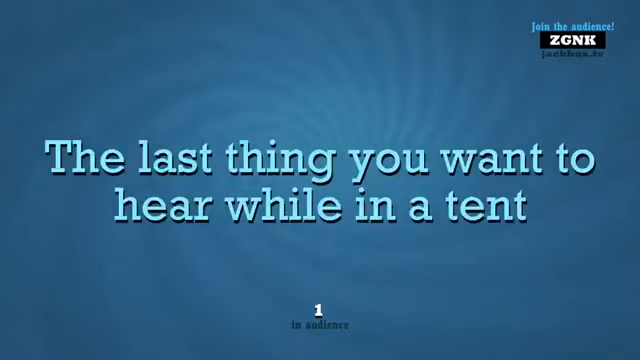 Join the audience!
ZGNK
jackbox.tv
The last thing you want to
hear while in a tent
1
in audience